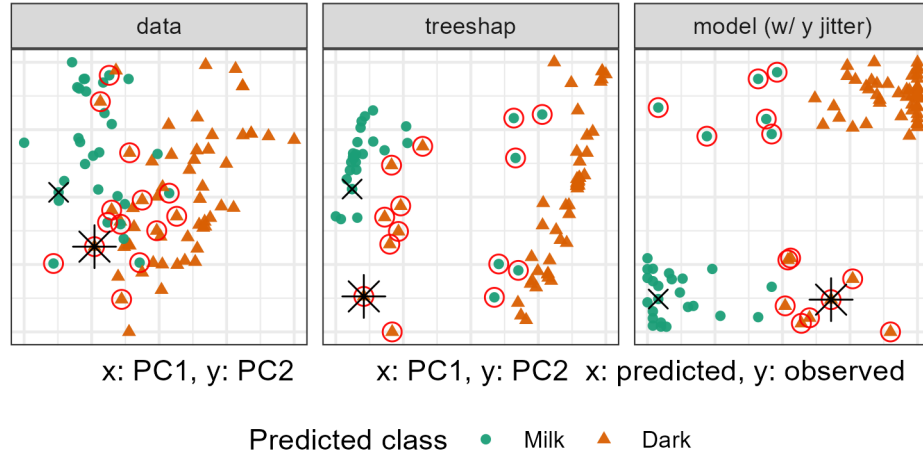 data treeshap model (w/ y jitter)
x: PC1, y: PC2 x: PC1, y: PC2 x: predicted, y: observed
Predicted class Milk Dark